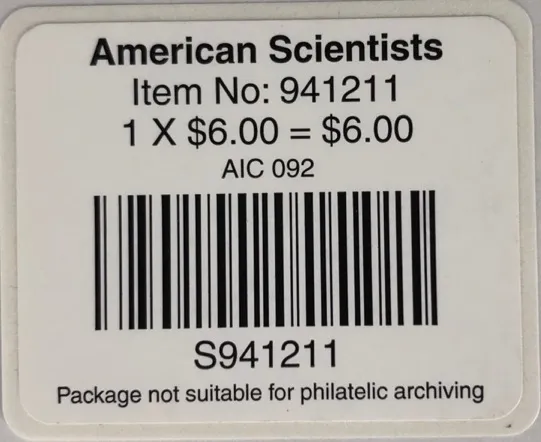 American Scientists
Item No: 941211
1 X $6.00 = $6.00
AIC 092
S941211
Package not suitable for philatelic archiving